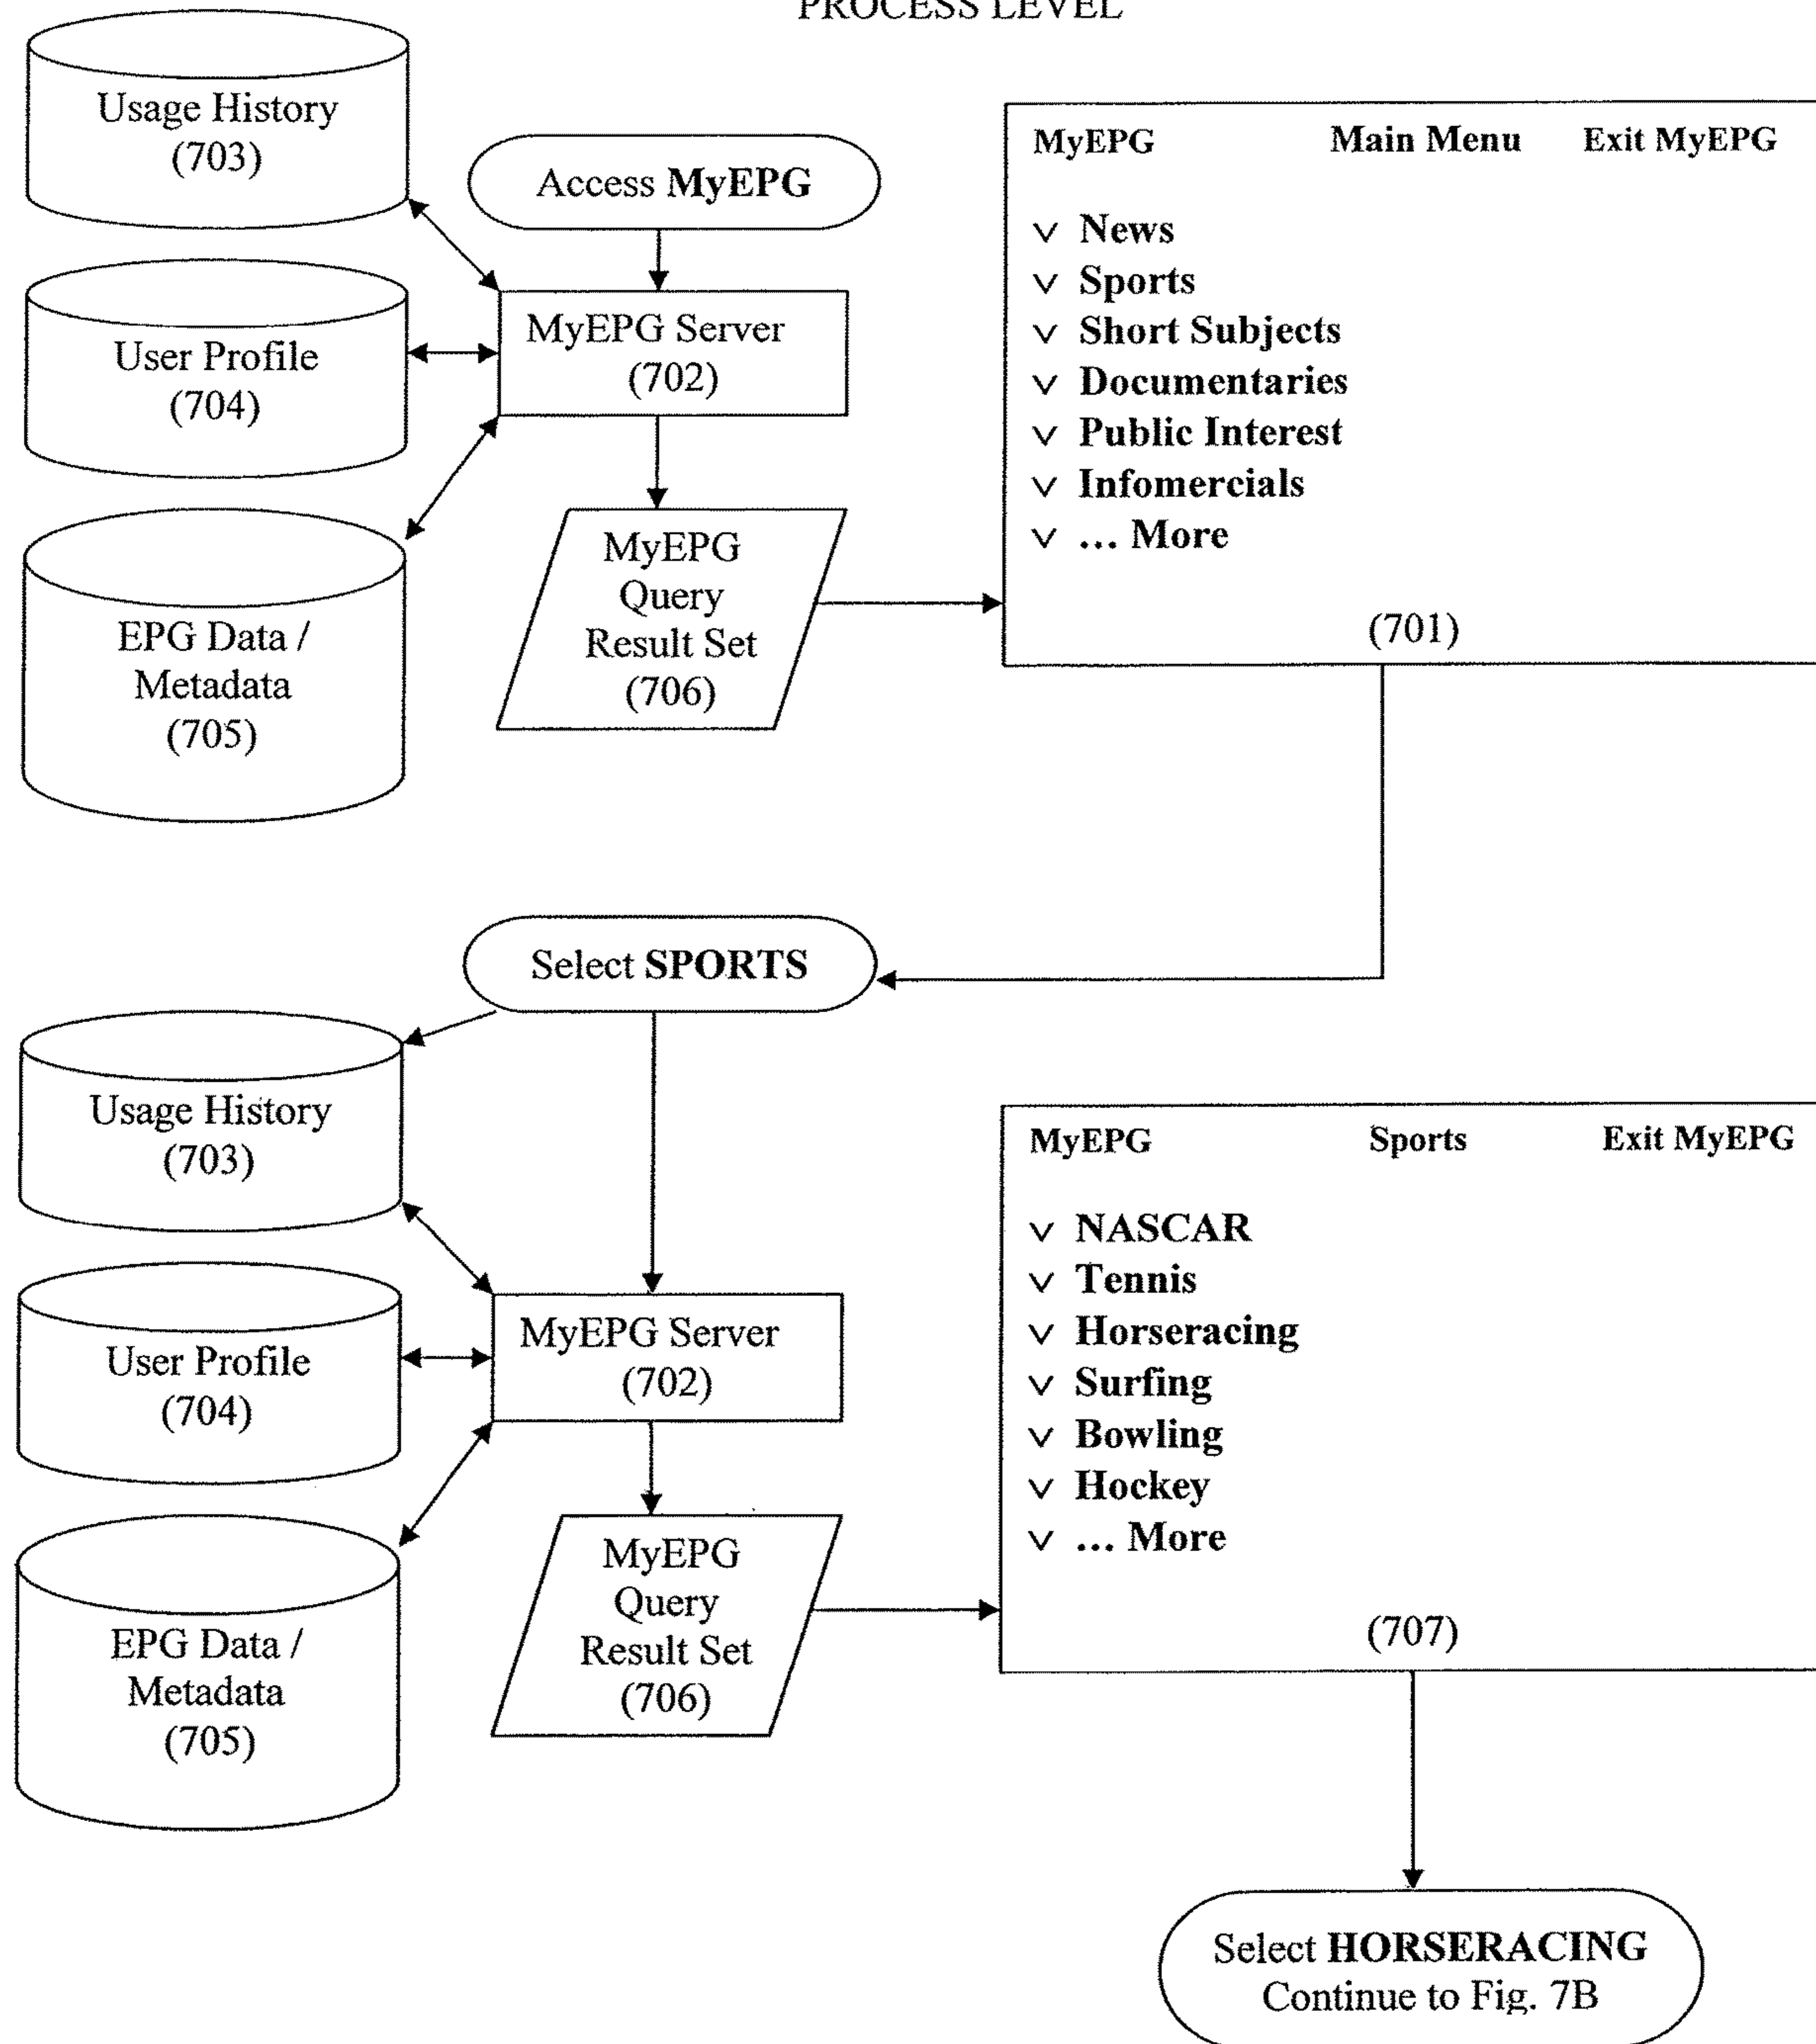 PROCESS LEVEL
Usage History
(703)
Access MyEPG
User Profile
(704)
MyEPG Server
(702)
EPG Data /
Metadata
(705)
MyEPG
Query
Result Set
(706)
MyEPG Main Menu Exit MyEPG
v News
v Sports
v Short Subjects
v Documentaries
v Public Interest
v Infomercials
v ... More
(701)
Select SPORTS
Usage History
(703)
User Profile
(704)
MyEPG Server
(702)
EPG Data /
Metadata
(705)
MyEPG
Query
Result Set
(706)
MyEPG Sports Exit MyEPG
v NASCAR
v Tennis
v Horseracing
v Surfing
v Bowling
v Hockey
v ... More
(707)
Select HORSERACING
Continue to Fig. 7B